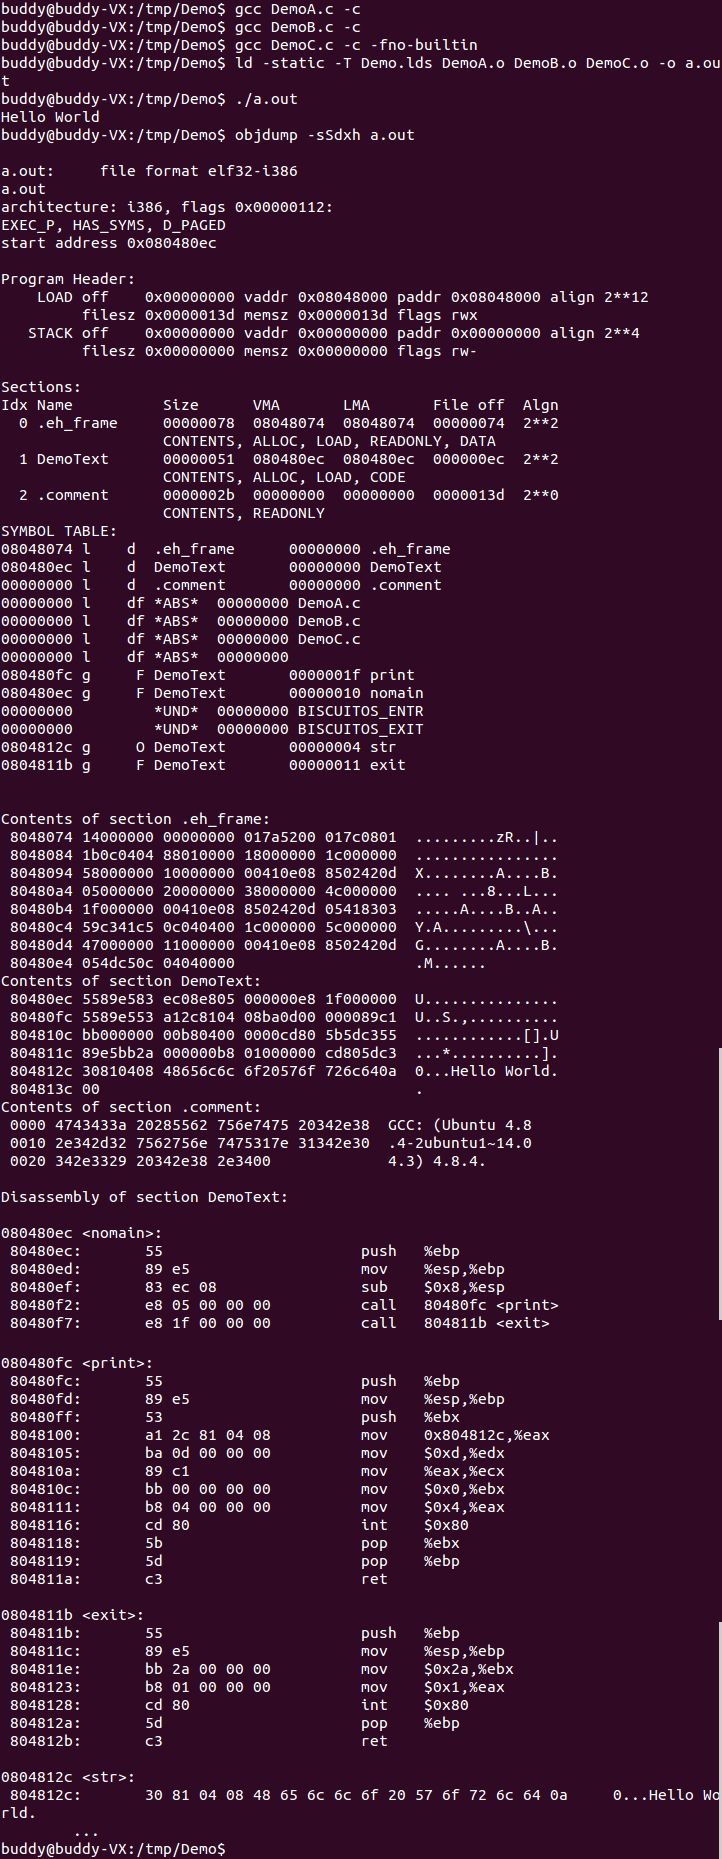 buddy@buddy-VX:/tmp/Demo$ gcc DemoA.c -c
buddy@buddy-VX:/tmp/Demo$ gcc DemoB.c -c
buddy@buddy-VX:/tmp/Demo$ gcc DemoC.c -c -fno-builtin
buddy@buddy-VX:/tmp/Demo$ ld -static -T Demo.lds DemoA.o DemoB.o DemoC.o -o a.ou
t
buddy@buddy-VX:/tmp/Demo$ ./a.out
Hello World
buddy@buddy-VX:/tmp/Demo$ objdump -sSdxh a.out

a.out:     file format elf32-i386
a.out
architecture: i386, flags 0x00000112:
EXEC_P, HAS_SYMS, D_PAGED
start address 0x080480ec

Program Header:
    LOAD off    0x00000000 vaddr 0x08048000 paddr 0x08048000 align 2**12
         filesz 0x0000013d memsz 0x0000013d flags rwx
   STACK off    0x00000000 vaddr 0x00000000 paddr 0x00000000 align 2**4
         filesz 0x00000000 memsz 0x00000000 flags rw-

Sections:
Idx Name          Size      VMA       LMA       File off  Algn
  0 .eh_frame     00000078  08048074  08048074  00000074  2**2
                  CONTENTS, ALLOC, LOAD, READONLY, DATA
  1 DemoText      00000051  080480ec  080480ec  000000ec  2**2
                  CONTENTS, ALLOC, LOAD, CODE
  2 .comment      0000002b  00000000  00000000  0000013d  2**0
                  CONTENTS, READONLY
SYMBOL TABLE:
08048074 l    d  .eh_frame      00000000 .eh_frame
080480ec l    d  DemoText       00000000 DemoText
00000000 l    d  .comment       00000000 .comment
00000000 l    df *ABS*  00000000 DemoA.c
00000000 l    df *ABS*  00000000 DemoB.c
00000000 l    df *ABS*  00000000 DemoC.c
00000000 l    df *ABS*  00000000
080480fc g     F DemoText       0000001f print
080480ec g     F DemoText       00000010 nomain
00000000         *UND*  00000000 BISCUITOS_ENTR
00000000         *UND*  00000000 BISCUITOS_EXIT
0804812c g     O DemoText       00000004 str
0804811b g     F DemoText       00000011 exit

Contents of section .eh_frame:
 8048074 14000000 00000000 017a5200 017c0801  .........zR..|..
 8048084 1b0c0404 88010000 18000000 1c000000  ................
 8048094 58000000 10000000 00410e08 8502420d  X........A....B.
 80480a4 05000000 20000000 38000000 4c000000  .... ...8...L...
 80480b4 1f000000 00410e08 8502420d 05418303  .....A....B..A..
 80480c4 59c341c5 0c040400 1c000000 5c000000  Y.A.........\...
 80480d4 47000000 11000000 00410e08 8502420d  G........A....B.
 80480e4 054dc50c 04040000                    .M......
Contents of section DemoText:
 80480ec 5589e583 ec08e805 000000e8 1f000000  U...............
 80480fc 5589e553 a12c8104 08ba0d00 000089c1  U..S.,..........
 804810c bb000000 00b80400 0000cd80 5b5dc355  ............[].U
 804811c 89e5bb2a 000000b8 01000000 cd805dc3  ...*..........].
 804812c 30810408 48656c6c 6f20576f 726c640a  0...Hello World.
 804813c 00                                   .
Contents of section .comment:
 0000 4743433a 20285562 756e7475 20342e38  GCC: (Ubuntu 4.8
 0010 2e342d32 7562756e 7475317e 31342e30  .4-2ubuntu1~14.0
 0020 342e3329 20342e38 2e3400             4.3) 4.8.4.

Disassembly of section DemoText:

080480ec <nomain>:
 80480ec:       55                      push   %ebp
 80480ed:       89 e5                   mov    %esp,%ebp
 80480ef:       83 ec 08                sub    $0x8,%esp
 80480f2:       e8 05 00 00 00          call   80480fc <print>
 80480f7:       e8 1f 00 00 00          call   804811b <exit>

080480fc <print>:
 80480fc:       55                      push   %ebp
 80480fd:       89 e5                   mov    %esp,%ebp
 80480ff:       53                      push   %ebx
 8048100:       a1 2c 81 04 08          mov    0x804812c,%eax
 8048105:       ba 0d 00 00 00          mov    $0xd,%edx
 804810a:       89 c1                   mov    %eax,%ecx
 804810c:       bb 00 00 00 00          mov    $0x0,%ebx
 8048111:       b8 04 00 00 00          mov    $0x4,%eax
 8048116:       cd 80                   int    $0x80
 8048118:       5b                      pop    %ebx
 8048119:       5d                      pop    %ebp
 804811a:       c3                      ret

0804811b <exit>:
 804811b:       55                      push   %ebp
 804811c:       89 e5                   mov    %esp,%ebp
 804811e:       bb 2a 00 00 00          mov    $0x2a,%ebx
 8048123:       b8 01 00 00 00          mov    $0x1,%eax
 8048128:       cd 80                   int    $0x80
 804812a:       5d                      pop    %ebp
 804812b:       c3                      ret

0804812c <str>:
 804812c:       30 81 04 08 48 65 6c 6c 6f 20 57 6f 72 6c 64 0a     0...Hello Wo
rld.
        ...
buddy@buddy-VX:/tmp/Demo$